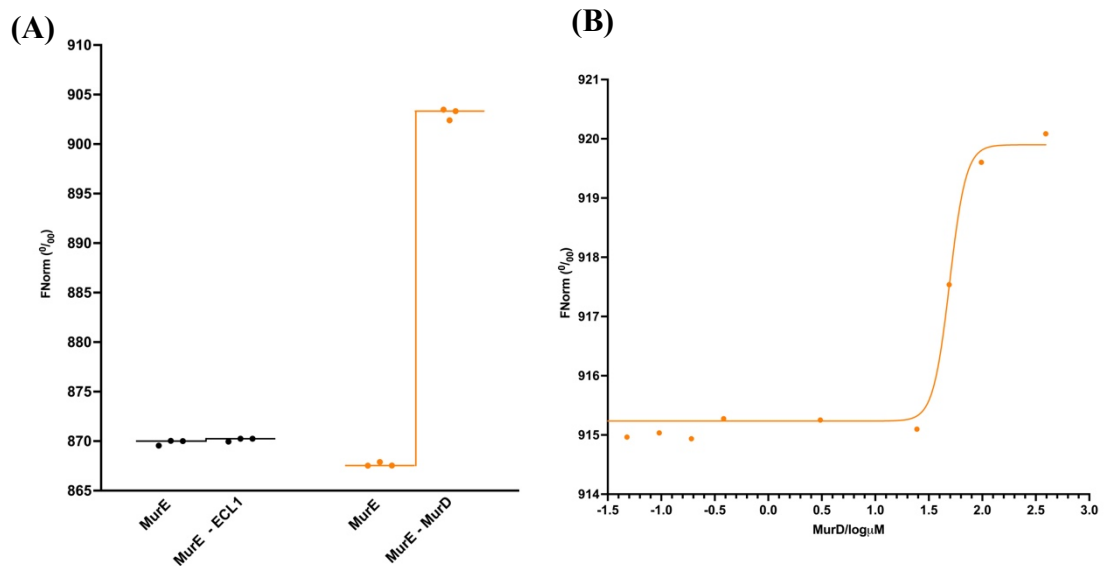 (A)
910
905
900
895
890
885
880
875
870
865
FNorm (⁰/₀₀)
MurE
MurE - ECL1
MurE
MurE - MurD
(B)
921
920
919
918
917
916
915
914
FNorm (⁰/₀₀)
-1.5 -1.0 -0.5 0.0 0.5 1.0 1.5 2.0 2.5 3.0
MurD/logμM